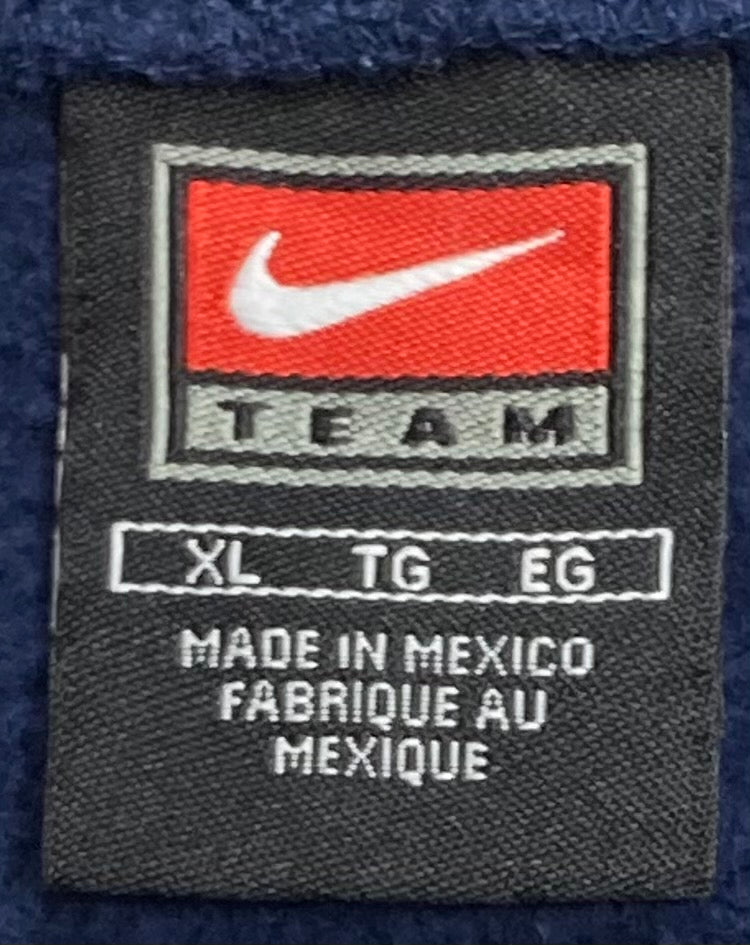 TEAM
XL TG EG
MADE IN MEXICO
FABRIQUE AU
MEXIQUE